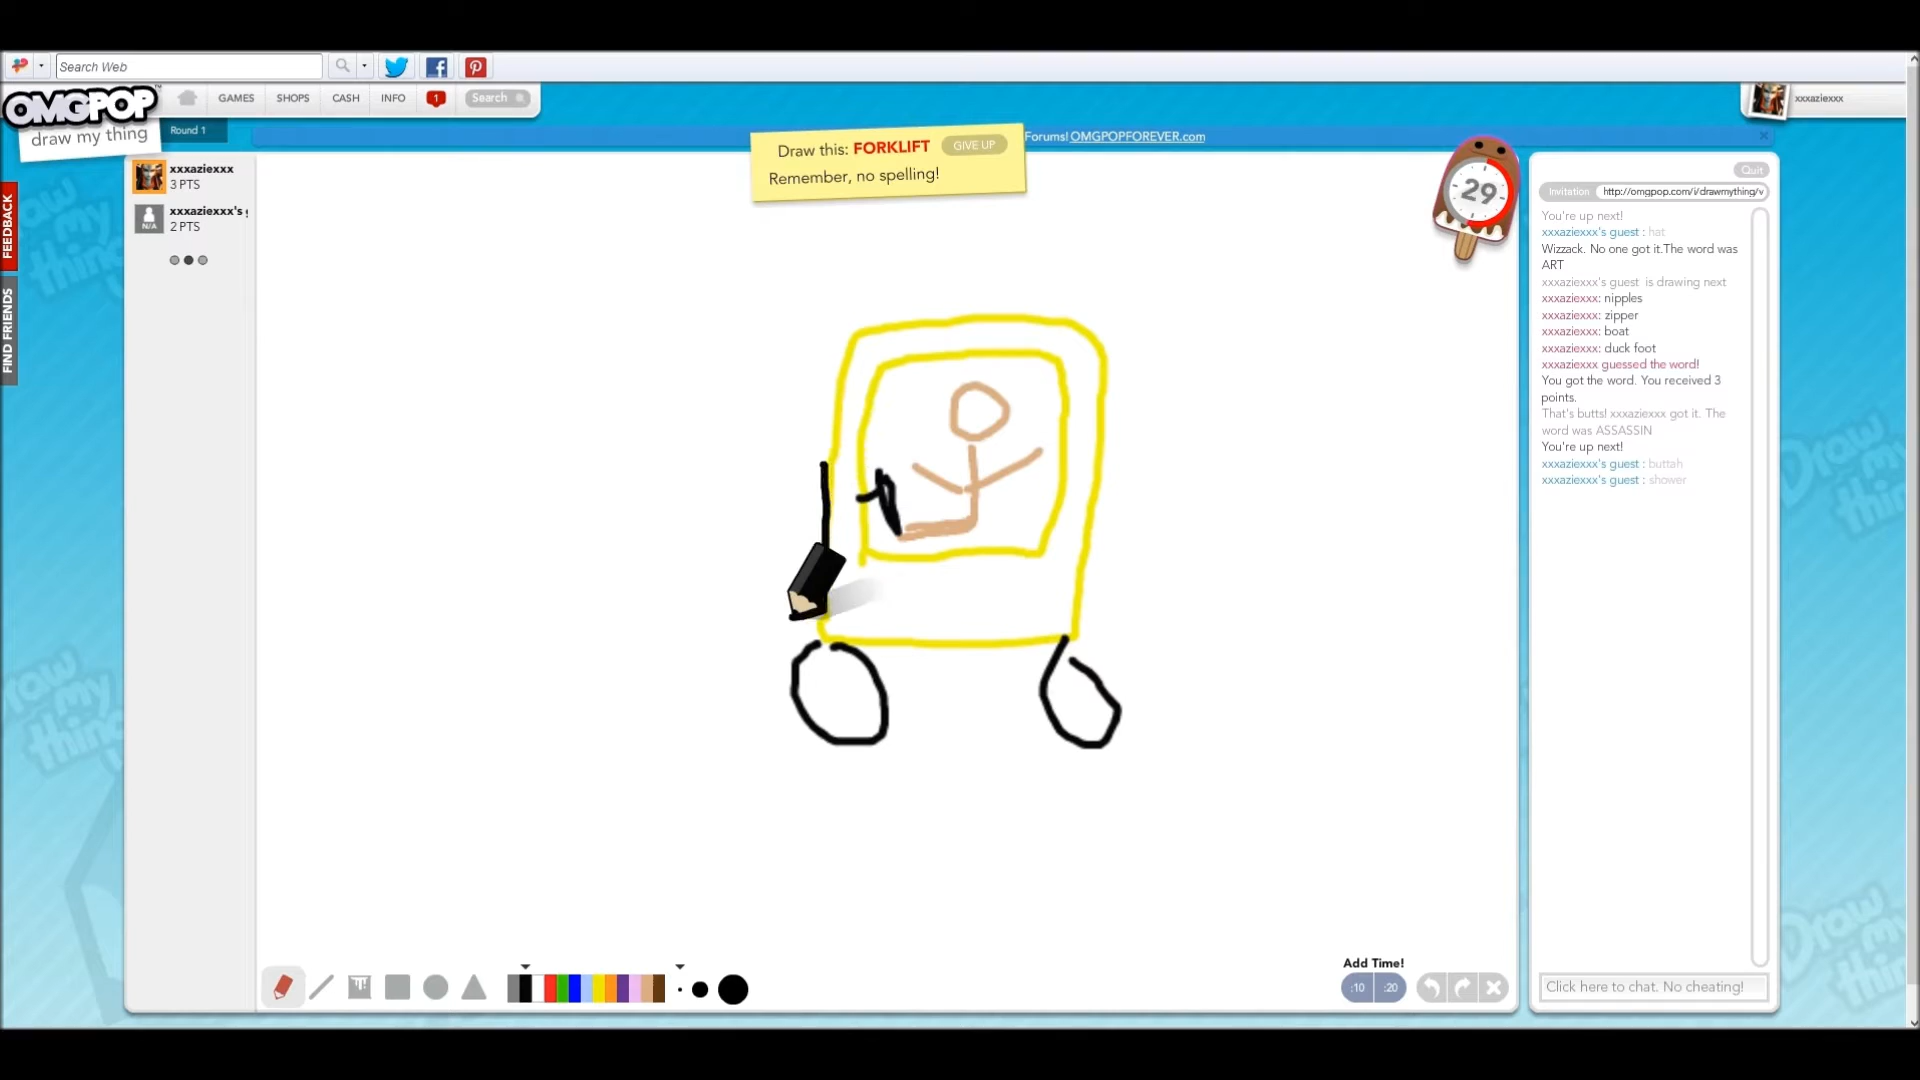 Search Web
OMGPOP
draw my thing
GAMES
SHOPS
CASH
INFO
1
Search
xxxaziexxx
Round 1
Forums! OMGPOPFOREVER.com
Draw this: FORKLIFT
GIVE UP
Remember, no spelling!
29
FEEDBACK
FIND FRIENDS
xxxaziexxx
3 PTS
N/A
xxxaziexxx's
2 PTS
Quit
Invitation
http://omgpop.com/i/drawmything/v
You're up next!
xxxaziexxx's guest : hat
Wizzack. No one got it.The word was
ART
xxxaziexxx's guest is drawing next
xxxaziexxx: nipples
xxxaziexxx: zipper
xxxaziexxx: boat
xxxaziexxx: duck foot
xxxaziexxx guessed the word!
You got the word. You received 3
points.
That's butts! xxxaziexxx got it. The
word was ASSASSIN
You're up next!
xxxaziexxx's guest : buttah
xxxaziexxx's guest : shower
Add Time!
:10
:20
Click here to chat. No cheating!